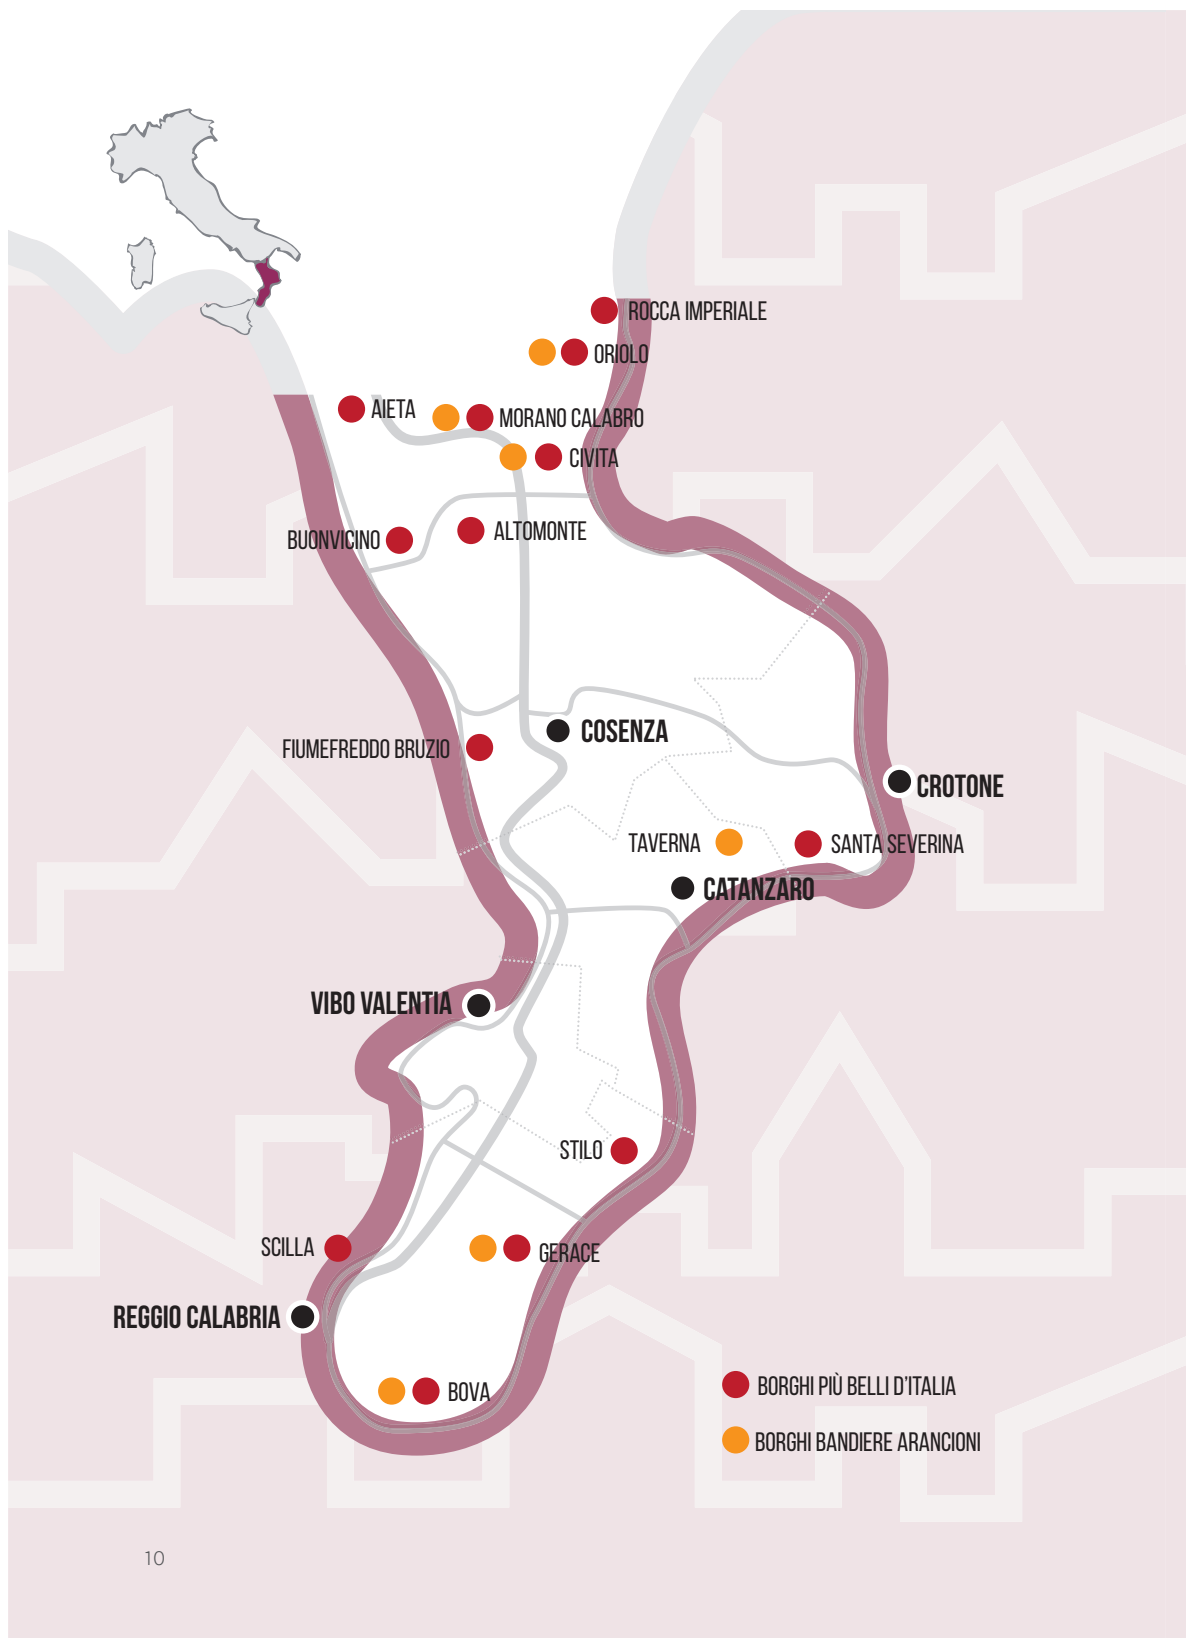 ROCCA IMPERIALE
ORIOLO
AIETA
MORANO CALABRO
CIVITA
BUONVICINO
ALTOMONTE
COSENZA
FIUMEFREDDO BRUZIO
CROTONE
TAVERNA
SANTA SEVERINA
CATANZARO
VIBO VALENTIA
STILO
SCILLA
GERACE
REGGIO CALABRIA
BOVA
BORGHI PIÙ BELLI D'ITALIA
BORGHI BANDIERE ARANCIONI
10